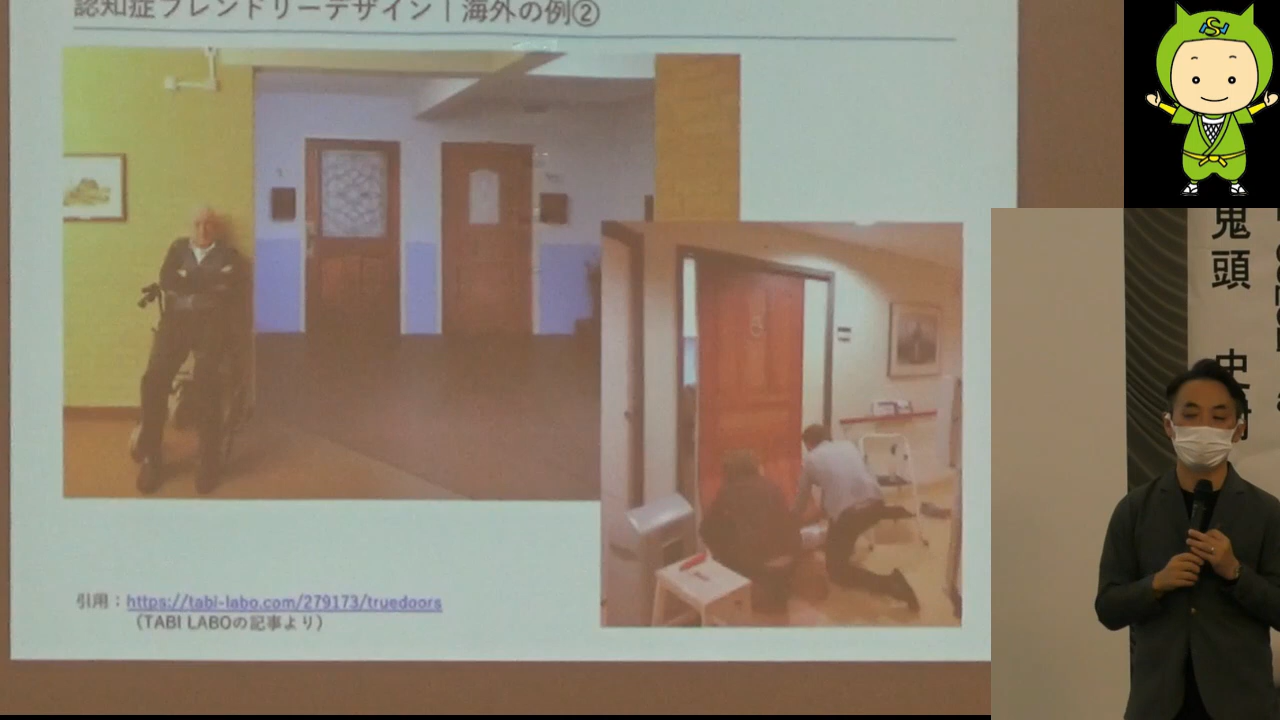 認知症フレンドリーデザイン｜海外の例②
引用：https://tabi-labo.com/279173/truedoors
（TABI LABOの記事より）
鬼頭 史
S